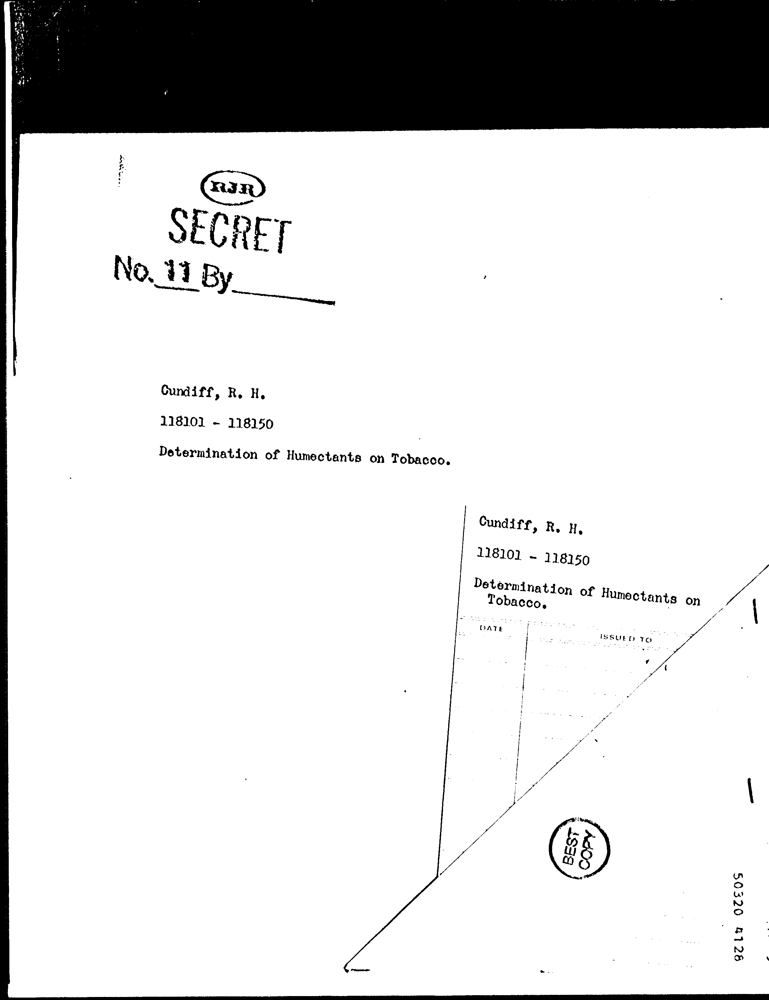 RJR
SECRET
No. 11 By
Cundiff, R. H.
118101 - 118150
Determination of Humectants on Tobacco.
Cundiff, R. H.
118101 - 118150
Determination of Humectants on
Tobacco.
DATE
ISSUED TO
BEST
COPY
50320 4128